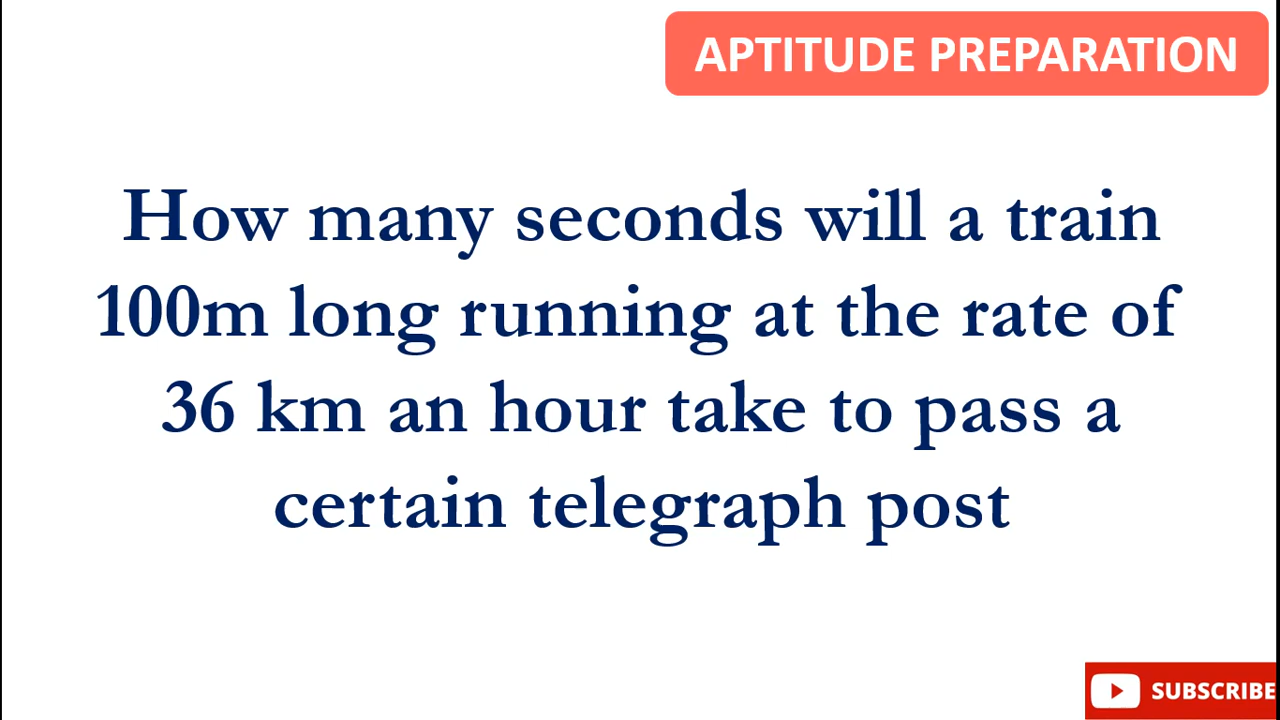 APTITUDE PREPARATION
How many seconds will a train
100m long running at the rate of
36 km an hour take to pass a
certain telegraph post
SUBSCRIBE